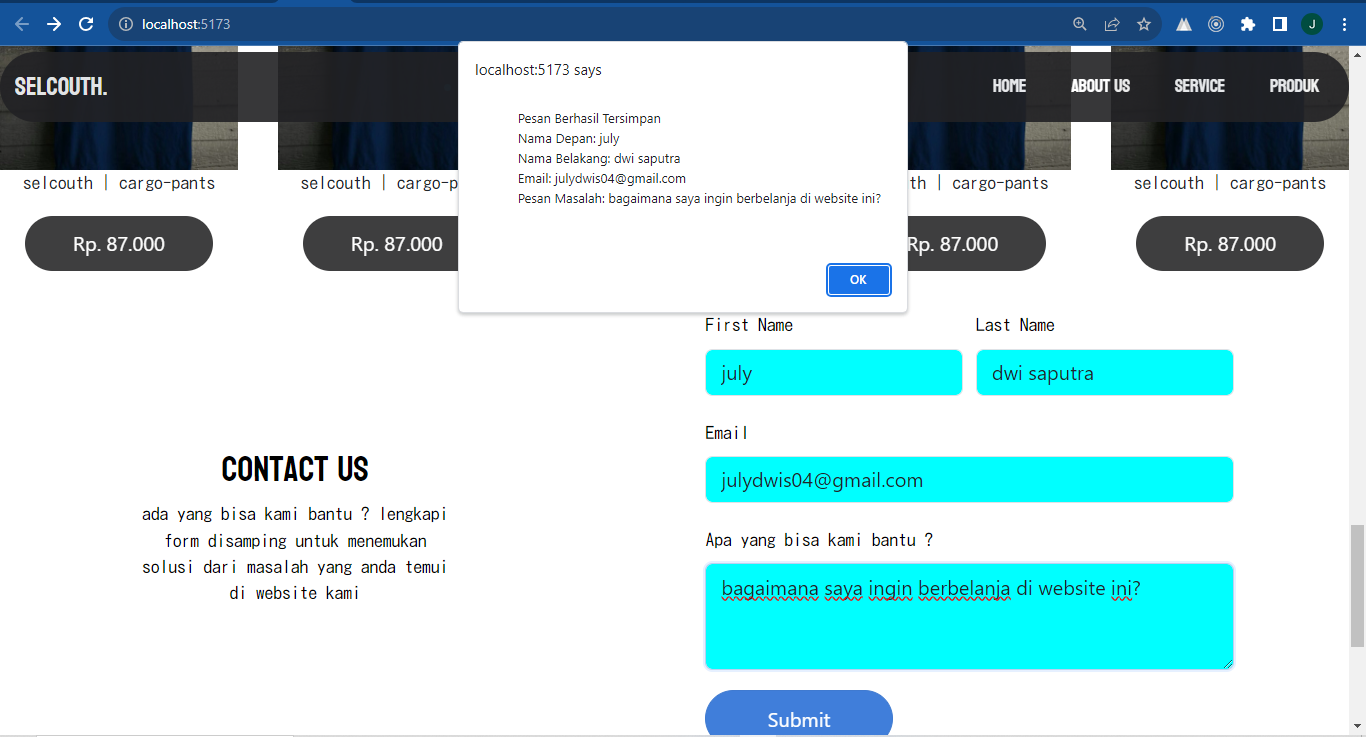 localhost:5173
J
localhost:5173 says
Pesan Berhasil Tersimpan
Nama Depan: july
Nama Belakang: dwi saputra
Email: julydwis04@gmail.com
Pesan Masalah: bagaimana saya ingin berbelanja di website ini?
OK
SELCOUTH.
HOME ABOUT US SERVICE PRODUK
selcouth | cargo-pants
selcouth | cargo-p
th | cargo-pants
selcouth | cargo-pants
Rp. 87.000
Rp. 87.000
Rp. 87.000
Rp. 87.000
CONTACT US
ada yang bisa kami bantu ? lengkapi
form disamping untuk menemukan
solusi dari masalah yang anda temui
di website kami
First Name Last Name
july dwi saputra
Email
julydwis04@gmail.com
Apa yang bisa kami bantu ?
bagaimana saya ingin berbelanja di website ini?
Submit